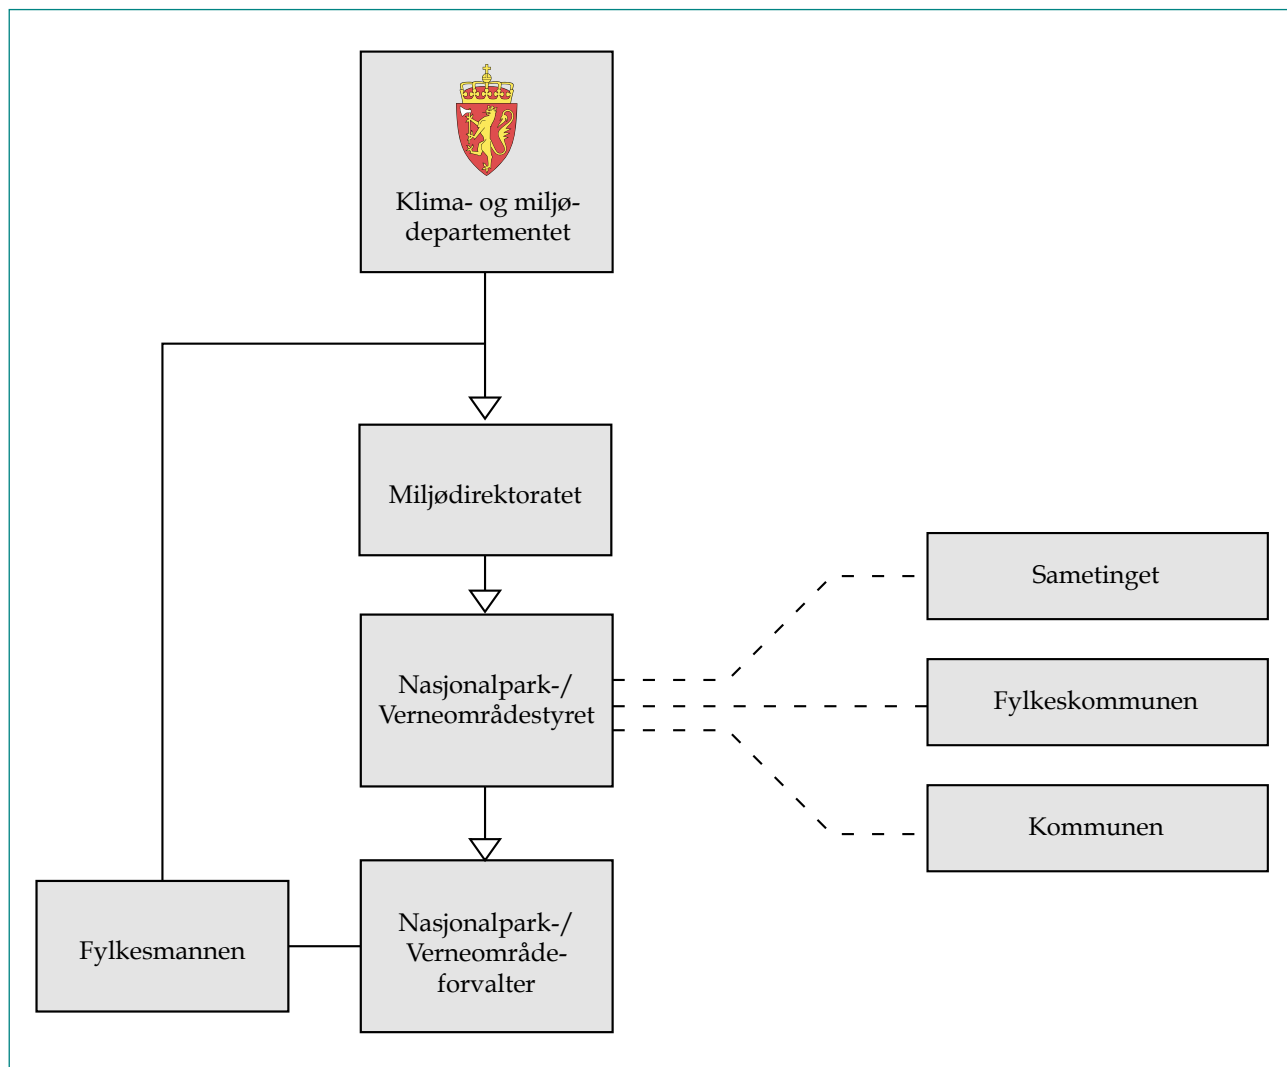 Klima- og miljø-
departementet
Miljødirektoratet
Sametinget
Nasjonalpark-/
Verneområdestyret
Fylkeskommunen
Kommunen
Fylkesmannen
Nasjonalpark-/
Verneområde-
forvalter